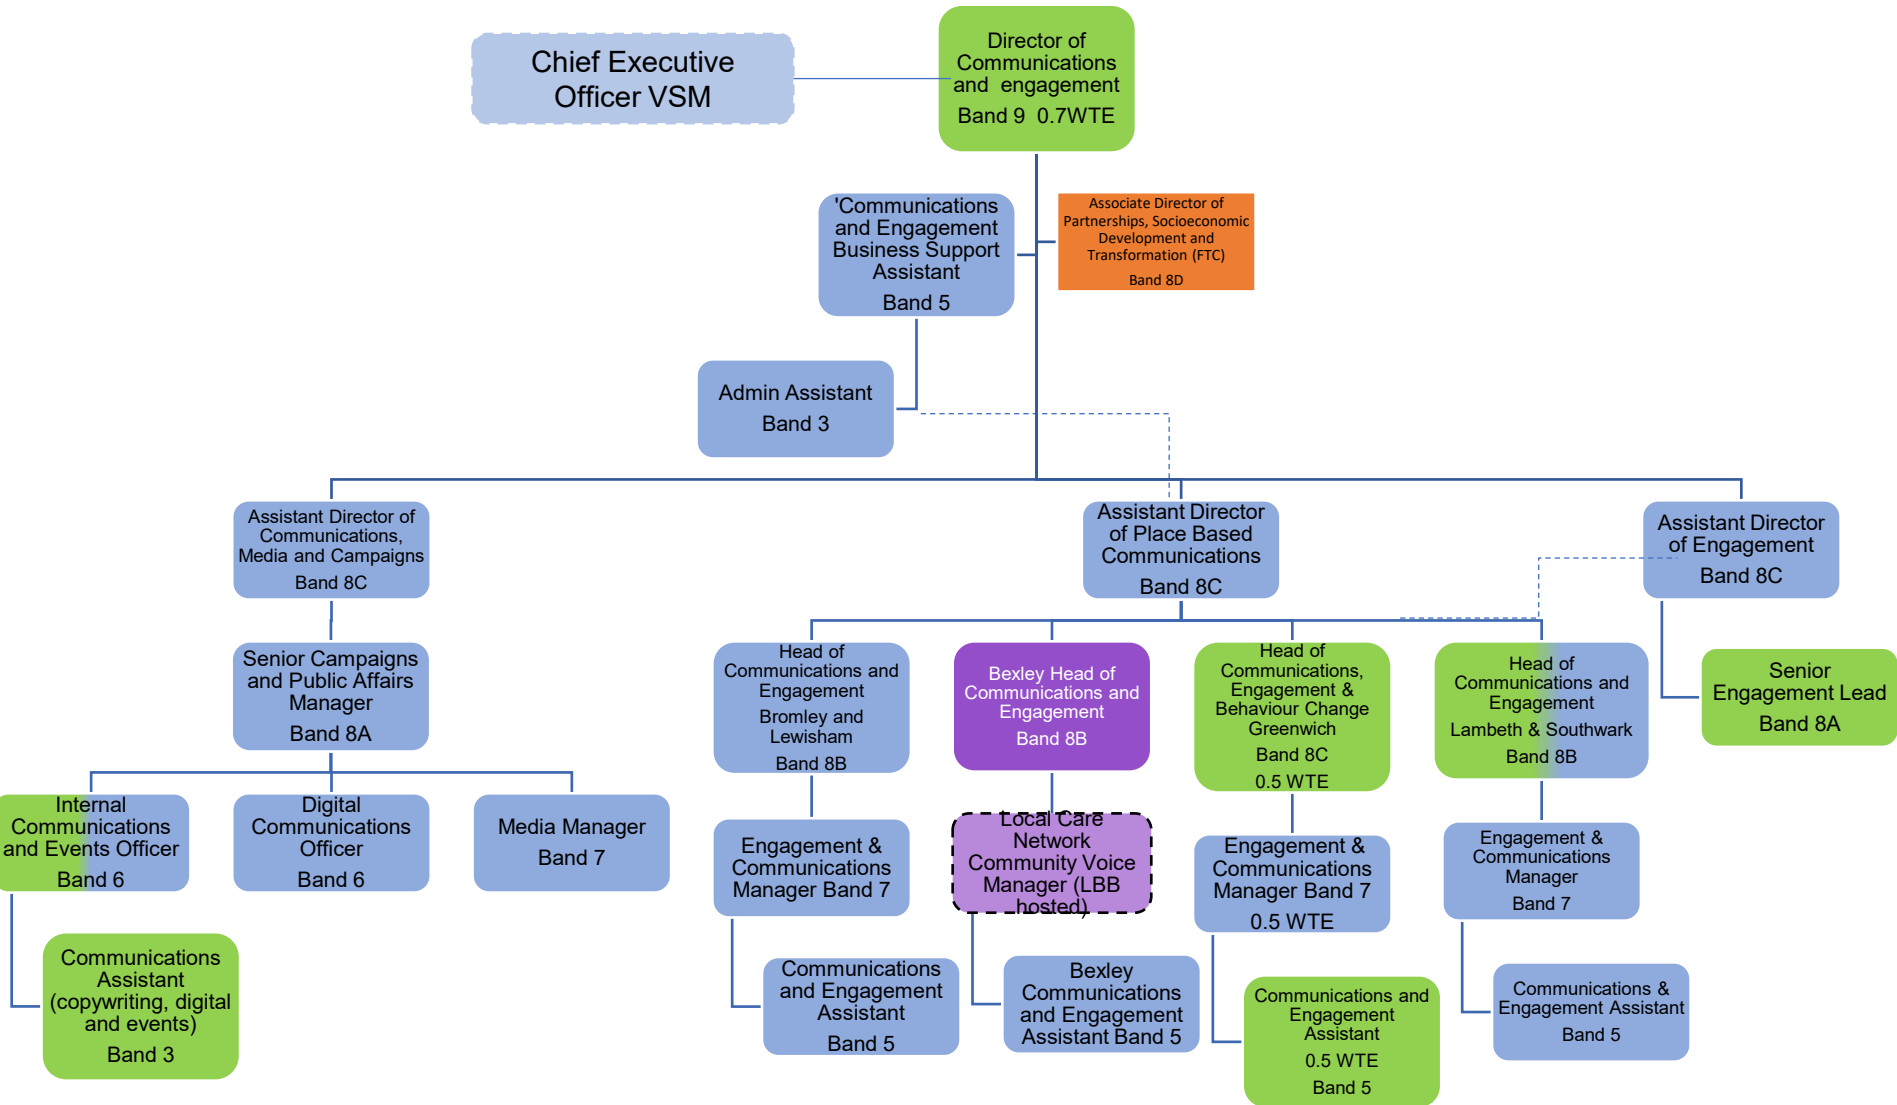 Chief Executive
Officer VSM
Director of
Communications
and  engagement
Band 9  0.7WTE
'Communications
and Engagement
Business Support
Assistant
Band 5
Associate Director of
Partnerships, Socioeconomic
Development and
Transformation (FTC)
Band 8D
Admin Assistant
Band 3
Assistant Director of
Communications,
Media and Campaigns
Band 8C
Assistant Director
of Place Based
Communications
Band 8C
Assistant Director
of Engagement
Band 8C
Senior Campaigns
and Public Affairs
Manager
Band 8A
Head of
Communications and
Engagement
Bromley and
Lewisham
Band 8B
Bexley Head of
Communications and
Engagement
Band 8B
Head of
Communications,
Engagement &
Behaviour Change
Greenwich
Band 8C
0.5 WTE
Head of
Communications and
Engagement
Lambeth & Southwark
Band 8B
Senior
Engagement Lead
Band 8A
Internal
Communications
and Events Officer
Band 6
Digital
Communications
Officer
Band 6
Media Manager
Band 7
Engagement &
Communications
Manager Band 7
Local Care
Network
Community Voice
Manager (LBB
hosted)
Engagement &
Communications
Manager Band 7
0.5 WTE
Engagement &
Communications
Manager
Band 7
Communications
Assistant
(copywriting, digital
and events)
Band 3
Communications
and Engagement
Assistant
Band 5
Bexley
Communications
and Engagement
Assistant Band 5
Communications and
Engagement
Assistant
0.5 WTE
Band 5
Communications &
Engagement Assistant
Band 5